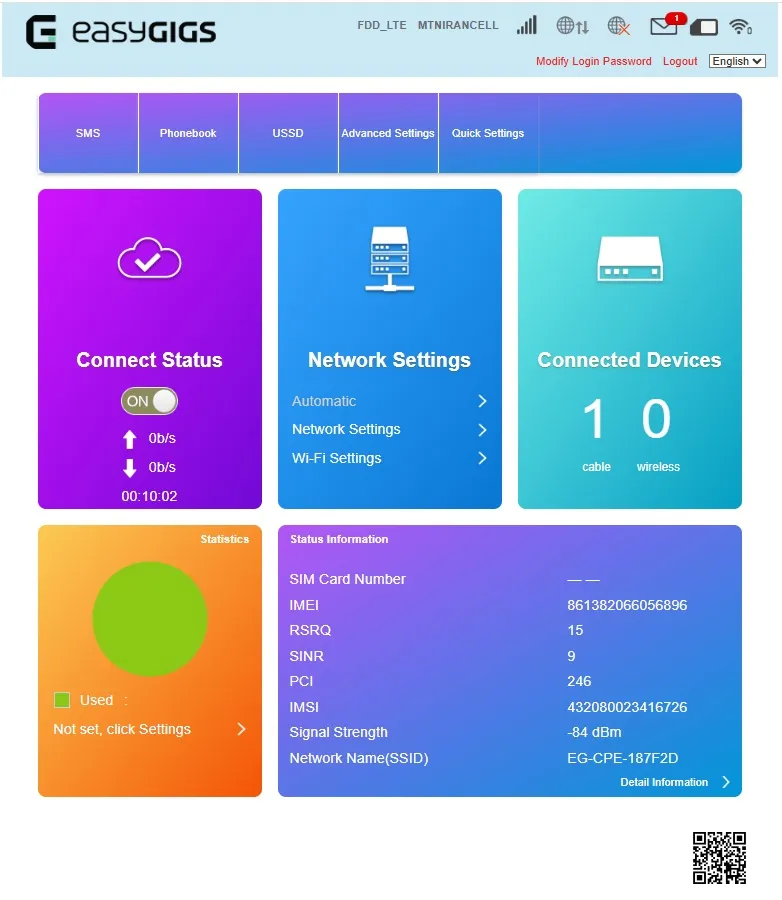 easyGIGS
FDD_LTE MTNIRANCELL 1 0
Modify Login Password Logout English
SMS Phonebook USSD Advanced Settings Quick Settings
Connect Status
ON
0b/s
0b/s
00:10:02
Network Settings
Automatic
Network Settings
Wi-Fi Settings
Connected Devices
1 0
cable wireless
Statistics
Used :
Not set, click Settings
Status Information
SIM Card Number — —
IMEI 861382066056896
RSRQ 15
SINR 9
PCI 246
IMSI 432080023416726
Signal Strength -84 dBm
Network Name(SSID) EG-CPE-187F2D
Detail Information